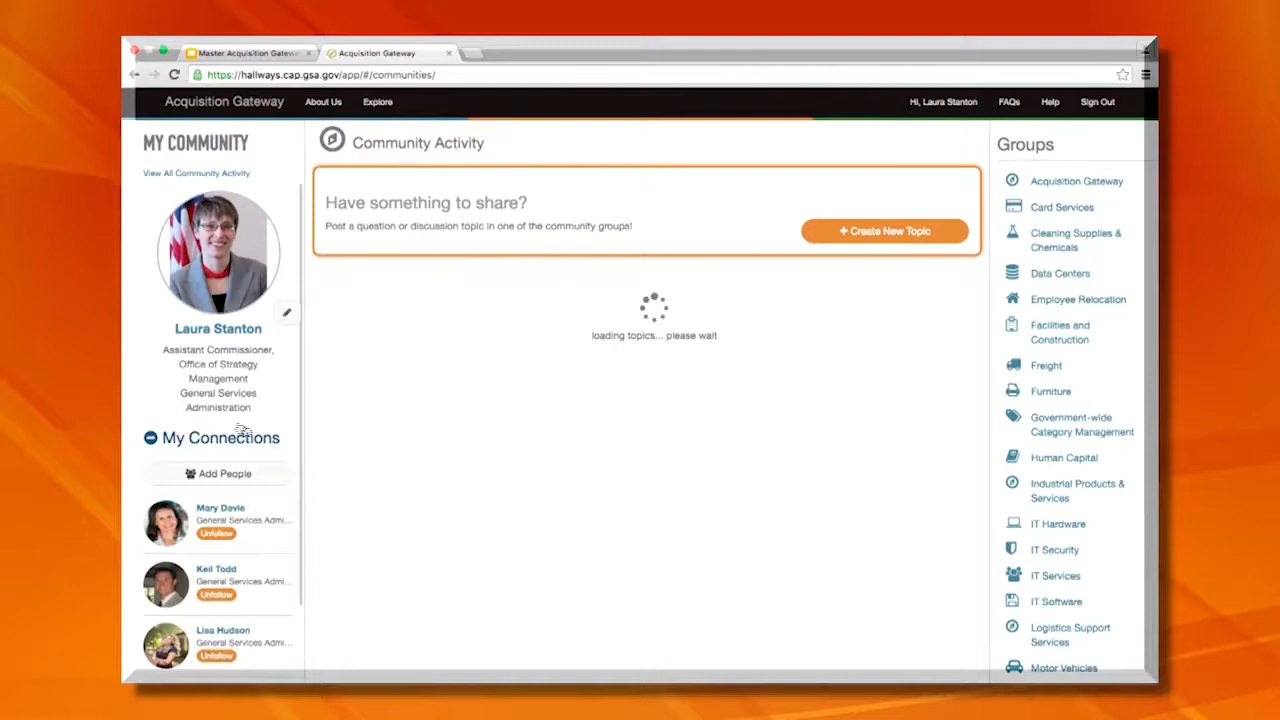 Master Acquisition Gatew
Acquisition Gateway
https://hallways.cap.gsa.gov/app/#/communities/
Acquisition Gateway
About Us
Explore
Hi, Laura Stanton
FAQs
Help
Sign Out
MY COMMUNITY
View All Community Activity
Laura Stanton
Assistant Commissioner,
Office of Strategy
Management
General Services
Administration
My Connections
Add People
Mary Davie
General Services Admi...
Unfollow
Keil Todd
General Services Admi...
Unfollow
Lisa Hudson
General Services Admi...
Unfollow
Community Activity
Have something to share?
Post a question or discussion topic in one of the community groups!
+ Create New Topic
loading topics... please wait
Groups
Acquisition Gateway
Card Services
Cleaning Supplies &
Chemicals
Data Centers
Employee Relocation
Facilities and
Construction
Freight
Furniture
Government-wide
Category Management
Human Capital
Industrial Products &
Services
IT Hardware
IT Security
IT Services
IT Software
Logistics Support
Services
Motor Vehicles